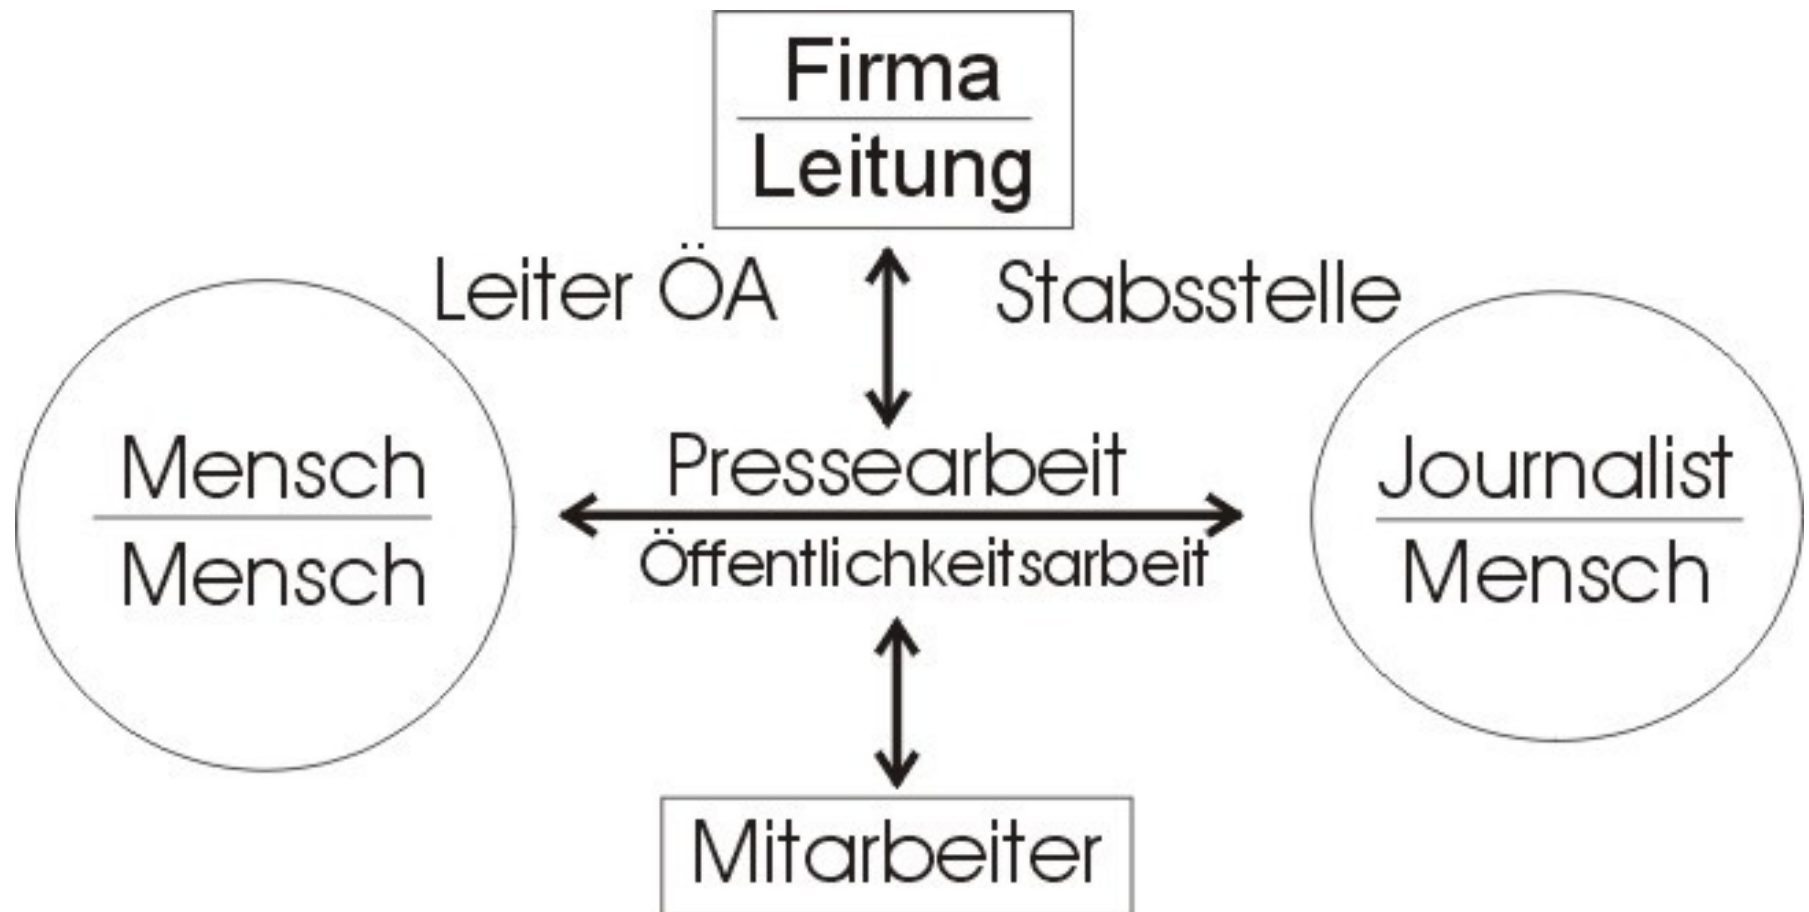 Firma
Leitung
Leiter ÖA
Stabsstelle
Mensch
Mensch
Pressearbeit
Öffentlichkeitsarbeit
Journalist
Mensch
Mitarbeiter